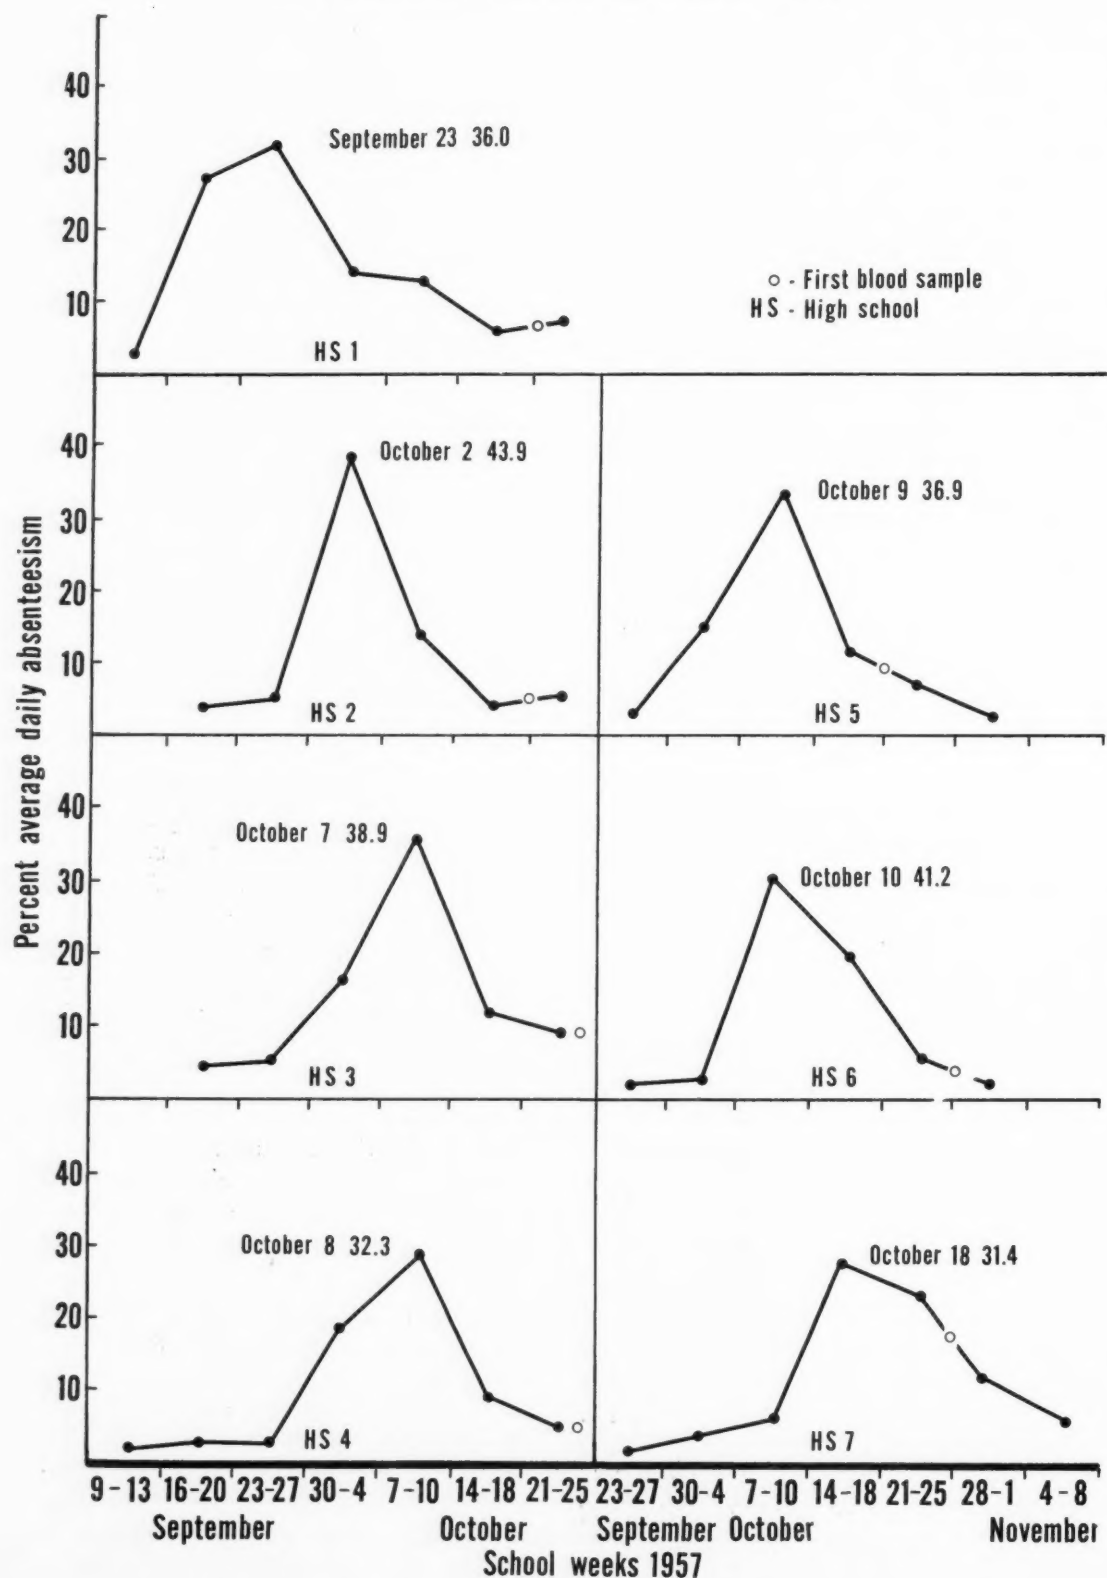 Percent average daily absenteesism
40
30
20
10
September 23 36.0
HS 1
○ - First blood sample
HS - High school
40
30
20
10
October 2 43.9
HS 2
October 9 36.9
HS 5
40
30
20
10
October 7 38.9
HS 3
October 10 41.2
HS 6
40
30
20
10
October 8 32.3
HS 4
October 18 31.4
HS 7
9-13 16-20 23-27 30-4 7-10 14-18 21-25 23-27 30-4 7-10 14-18 21-25 28-1 4-8
September October September October November
School weeks 1957